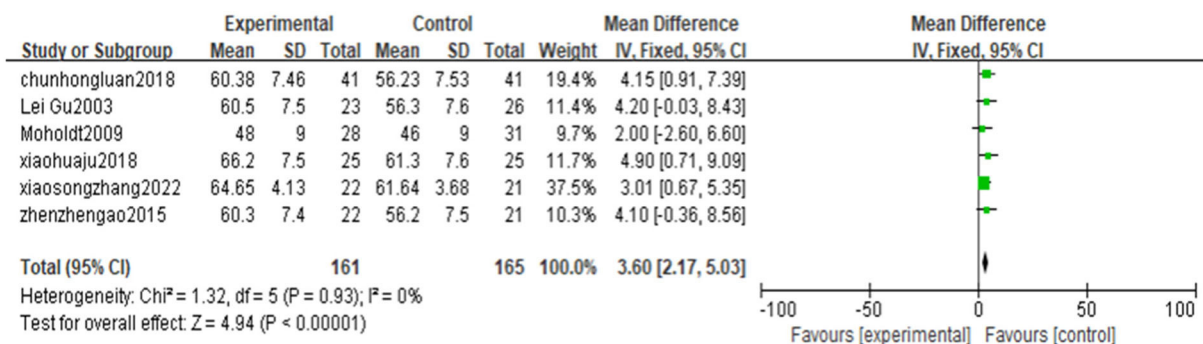 Experimental Control Mean Difference Mean Difference
Study or Subgroup Mean SD Total Mean SD Total Weight IV, Fixed, 95% CI IV, Fixed, 95% CI
chunhongluan2018 60.38 7.46 41 56.23 7.53 41 19.4% 4.15 [0.91, 7.39]
Lei Gu2003 60.5 7.5 23 56.3 7.6 26 11.4% 4.20 [-0.03, 8.43]
Moholdt2009 48 9 28 46 9 31 9.7% 2.00 [-2.60, 6.60]
xiaohuaju2018 66.2 7.5 25 61.3 7.6 25 11.7% 4.90 [0.71, 9.09]
xiaosongzhang2022 64.65 4.13 22 61.64 3.68 21 37.5% 3.01 [0.67, 5.35]
zhenzhengao2015 60.3 7.4 22 56.2 7.5 21 10.3% 4.10 [-0.36, 8.56]
Total (95% CI) 161 165 100.0% 3.60 [2.17, 5.03]
Heterogeneity: Chi² = 1.32, df = 5 (P = 0.93); I² = 0%
Test for overall effect: Z = 4.94 (P < 0.00001)
-100 -50 0 50 100
Favours [experimental] Favours [control]